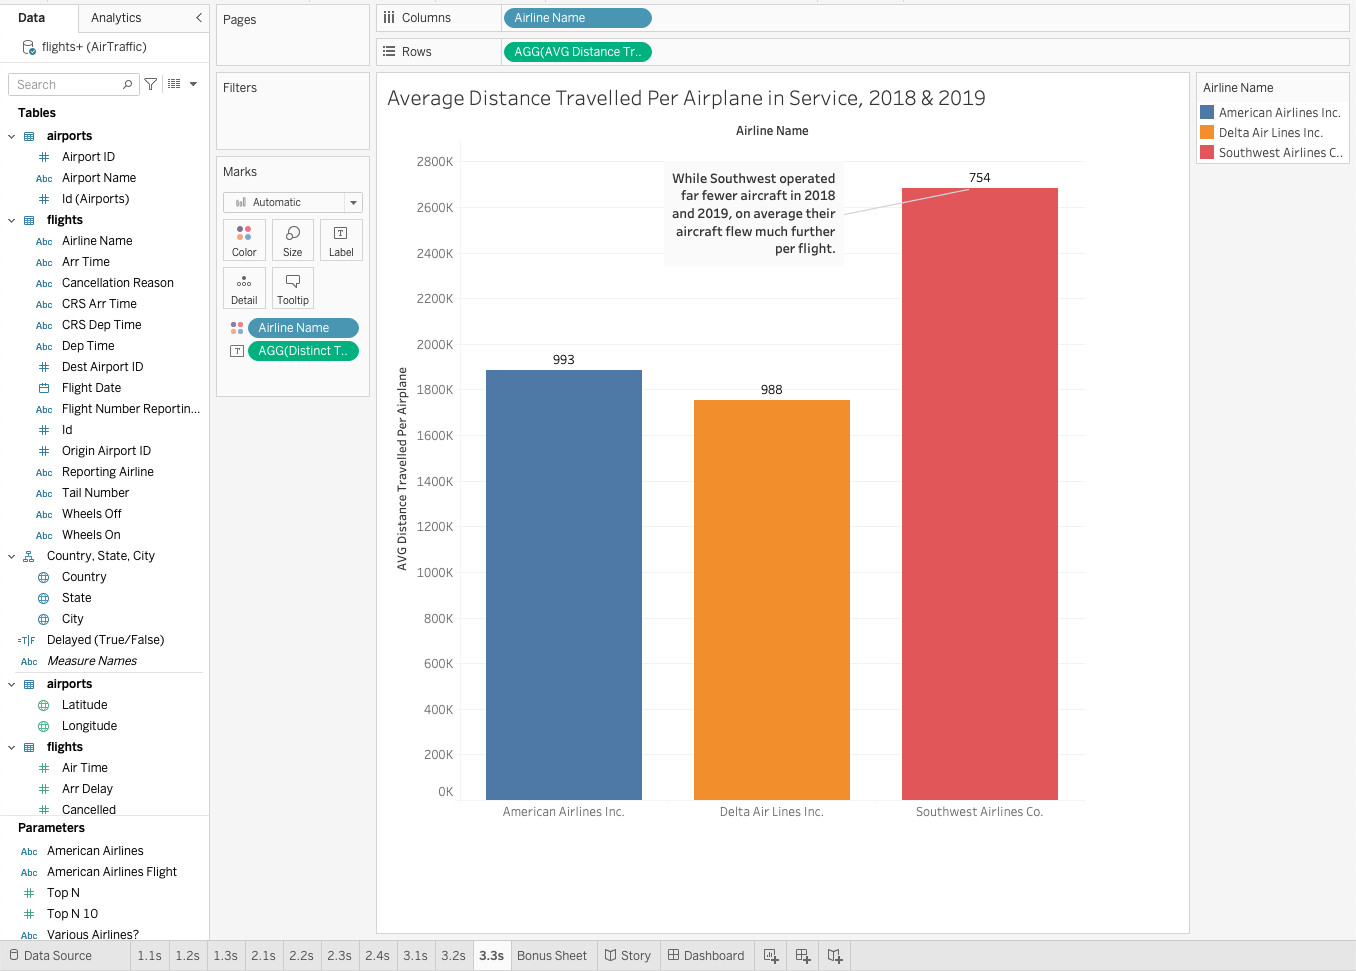 Data
Analytics
flights+ (AirTraffic)
Search
Tables
airports
Airport ID
Abc Airport Name
Id (Airports)
flights
Abc Airline Name
Abc Arr Time
Abc Cancellation Reason
Abc CRS Arr Time
Abc CRS Dep Time
Abc Dep Time
Dest Airport ID
Flight Date
Abc Flight Number Reportin...
Id
Origin Airport ID
Abc Reporting Airline
Abc Tail Number
Abc Wheels Off
Abc Wheels On
Country, State, City
Country
State
City
=T|F Delayed (True/False)
Abc Measure Names
airports
Latitude
Longitude
flights
Air Time
Arr Delay
Cancelled
Parameters
Abc American Airlines
Abc American Airlines Flight
Top N
Top N 10
Abc Various Airlines?
Pages
Filters
Marks
Automatic
Color
Size
Label
Detail
Tooltip
Airline Name
AGG(Distinct T..
Columns
Airline Name
Rows
AGG(AVG Distance Tr..
Average Distance Travelled Per Airplane in Service, 2018 & 2019
Airline Name
AVG Distance Travelled Per Airplane
2800K
2600K
2400K
2200K
2000K
1800K
1600K
1400K
1200K
1000K
800K
600K
400K
200K
0K
993
988
754
While Southwest operated
far fewer aircraft in 2018
and 2019, on average their
aircraft flew much further
per flight.
American Airlines Inc.
Delta Air Lines Inc.
Southwest Airlines Co.
Airline Name
American Airlines Inc.
Delta Air Lines Inc.
Southwest Airlines C..
Data Source
1.1s
1.2s
1.3s
2.1s
2.2s
2.3s
2.4s
3.1s
3.2s
3.3s
Bonus Sheet
Story
Dashboard